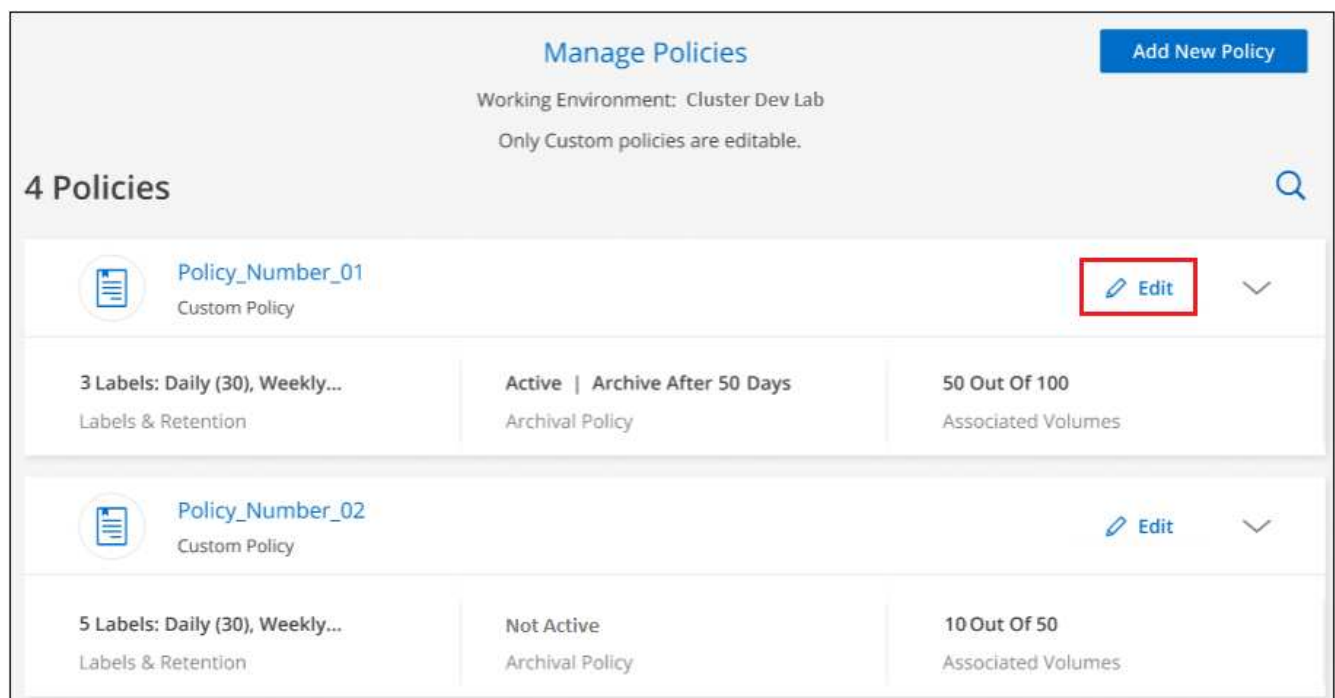 Manage Policies
Add New Policy
Working Environment: Cluster Dev Lab
Only Custom policies are editable.
4 Policies
Policy_Number_01
Custom Policy
Edit
3 Labels: Daily (30), Weekly...
Labels & Retention
Active | Archive After 50 Days
Archival Policy
50 Out Of 100
Associated Volumes
Policy_Number_02
Custom Policy
Edit
5 Labels: Daily (30), Weekly...
Labels & Retention
Not Active
Archival Policy
10 Out Of 50
Associated Volumes